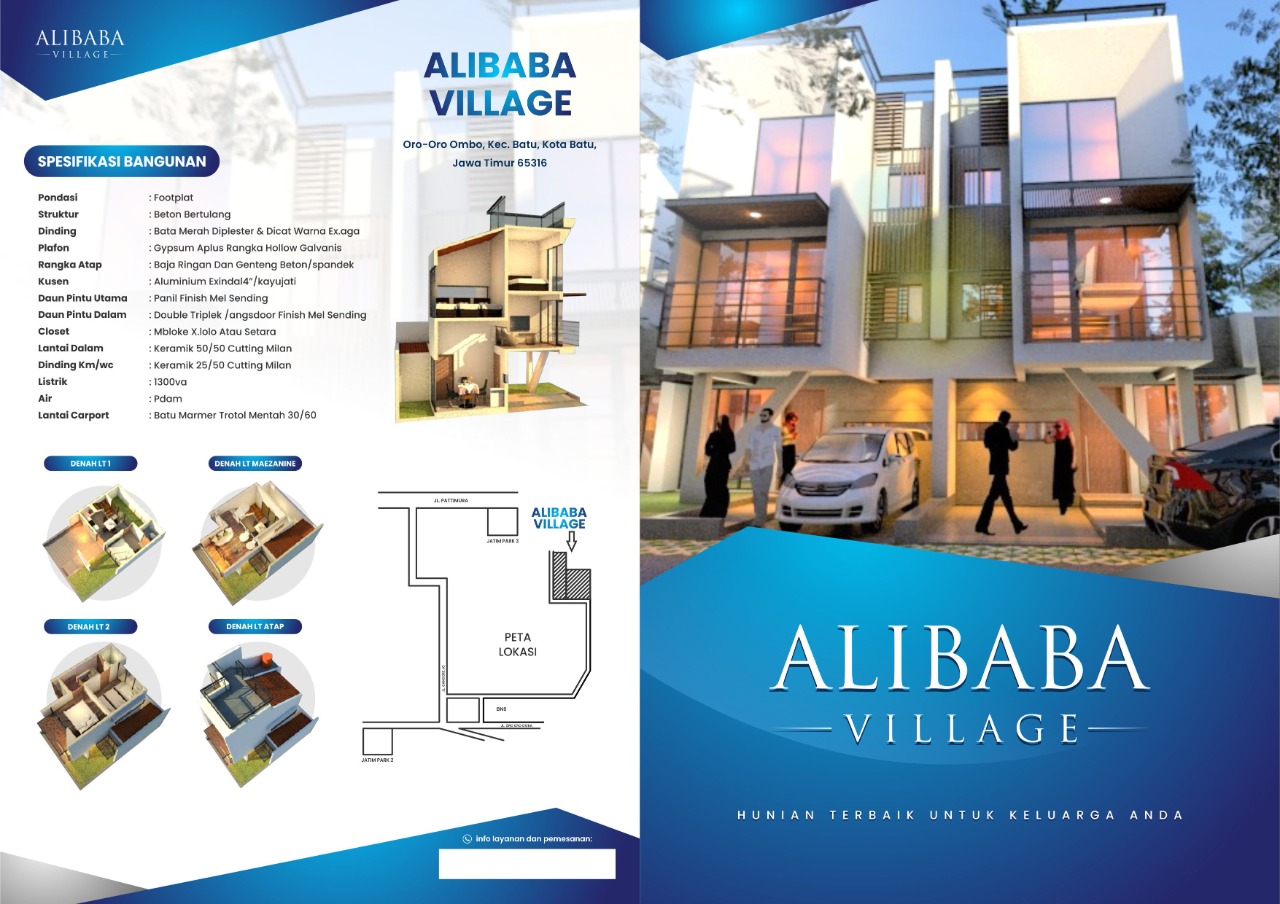 ALIBABA
VILLAGE
ALIBABA
VILLAGE
Oro-Oro Ombo, Kec. Batu, Kota Batu,
Jawa Timur 65316
SPESIFIKASI BANGUNAN
Pondasi : Footplat
Struktur : Beton Bertulang
Dinding : Bata Merah Diplester & Dicat Warna Ex.aga
Plafon : Gypsum Aplus Rangka Hollow Galvanis
Rangka Atap : Baja Ringan Dan Genteng Beton/spandek
Kusen : Aluminium Exindal4"/kayujati
Daun Pintu Utama : Panil Finish Mel Sending
Daun Pintu Dalam : Double Triplek /angsdoor Finish Mel Sending
Closet : Mbloke X.lolo Atau Setara
Lantai Dalam : Keramik 50/50 Cutting Milan
Dinding Km/wc : Keramik 25/50 Cutting Milan
Listrik : 1300va
Air : Pdam
Lantai Carport : Batu Marmer Trotol Mentah 30/60
DENAH LT 1
DENAH LT MAEZANINE
DENAH LT 2
DENAH LT ATAP
JL. PATTIMURA
JATIM PARK 3
ALIBABA
VILLAGE
PETA
LOKASI
BNS
JATIM PARK 2
info layanan dan pemesanan:
ALIBABA
VILLAGE
HUNIAN TERBAIK UNTUK KELUARGA ANDA